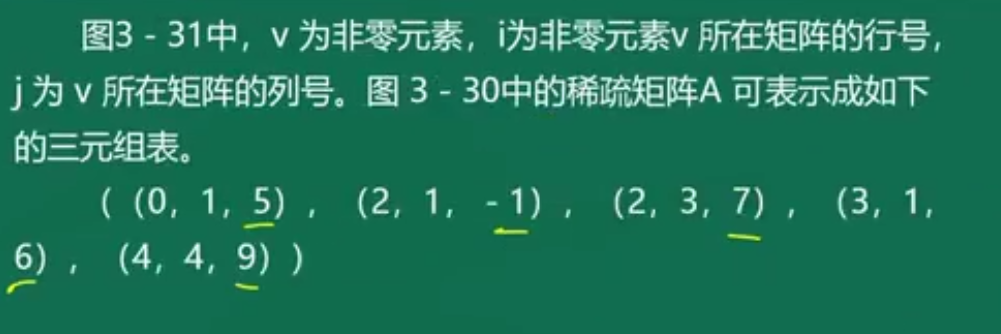 图3 - 31中，v 为非零元素，i为非零元素v 所在矩阵的行号，
j 为 v 所在矩阵的列号。图 3 - 30中的稀疏矩阵A 可表示成如下
的三元组表。
（（0，1，5），（2，1，- 1），（2，3，7），（3，1，
6），（4，4，9））